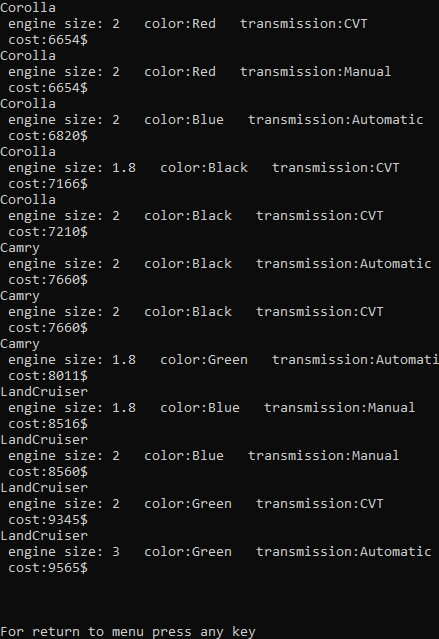 Corolla
engine size: 2   color:Red   transmission:CVT
cost:6654$
Corolla
engine size: 2   color:Red   transmission:Manual
cost:6654$
Corolla
engine size: 2   color:Blue   transmission:Automatic
cost:6820$
Corolla
engine size: 1.8   color:Black   transmission:CVT
cost:7166$
Corolla
engine size: 2   color:Black   transmission:CVT
cost:7210$
Camry
engine size: 2   color:Black   transmission:Automatic
cost:7660$
Camry
engine size: 2   color:Black   transmission:CVT
cost:7660$
Camry
engine size: 1.8   color:Green   transmission:Automati
cost:8011$
LandCruiser
engine size: 1.8   color:Blue   transmission:Manual
cost:8516$
LandCruiser
engine size: 2   color:Blue   transmission:Manual
cost:8560$
LandCruiser
engine size: 2   color:Green   transmission:CVT
cost:9345$
LandCruiser
engine size: 3   color:Green   transmission:Automatic
cost:9565$
For return to menu press any key